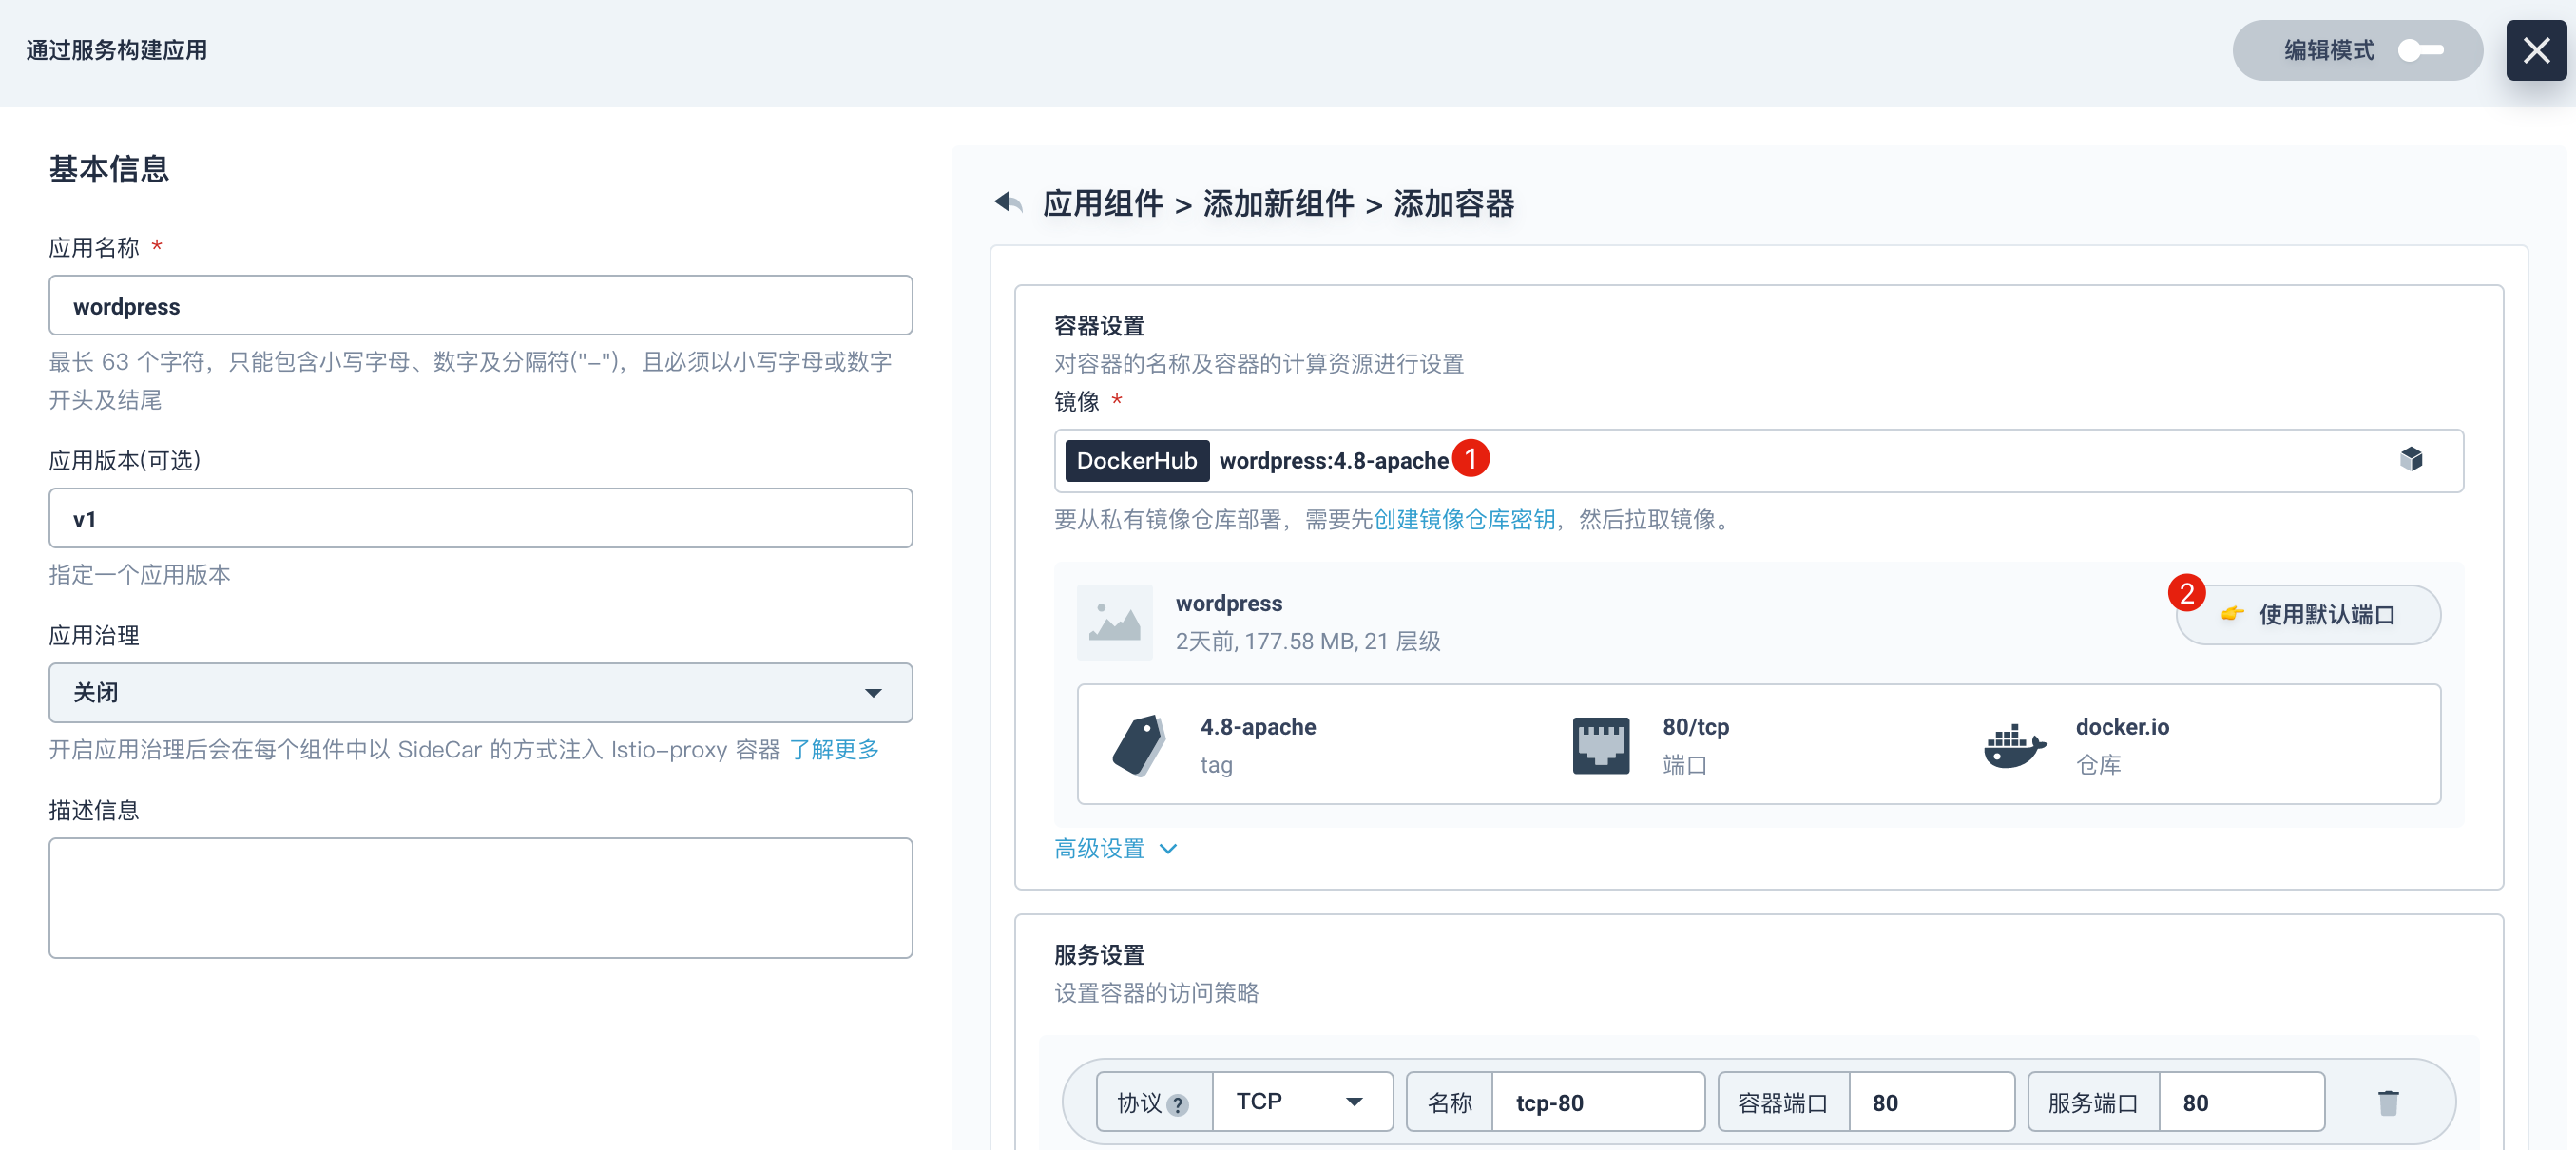 通过服务构建应用
编辑模式
基本信息
应用名称 *
wordpress
最长 63 个字符，只能包含小写字母、数字及分隔符("-")，且必须以小写字母或数字
开头及结尾
应用版本(可选)
v1
指定一个应用版本
应用治理
关闭
开启应用治理后会在每个组件中以 SideCar 的方式注入 Istio-proxy 容器 了解更多
描述信息
应用组件 > 添加新组件 > 添加容器
容器设置
对容器的名称及容器的计算资源进行设置
镜像 *
DockerHub wordpress:4.8-apache 1
要从私有镜像仓库部署，需要先创建镜像仓库密钥，然后拉取镜像。
wordpress
2天前, 177.58 MB, 21 层级
2 👉 使用默认端口
4.8-apache
tag
80/tcp
端口
docker.io
仓库
高级设置
服务设置
设置容器的访问策略
协议 ? TCP 名称 tcp-80 容器端口 80 服务端口 80